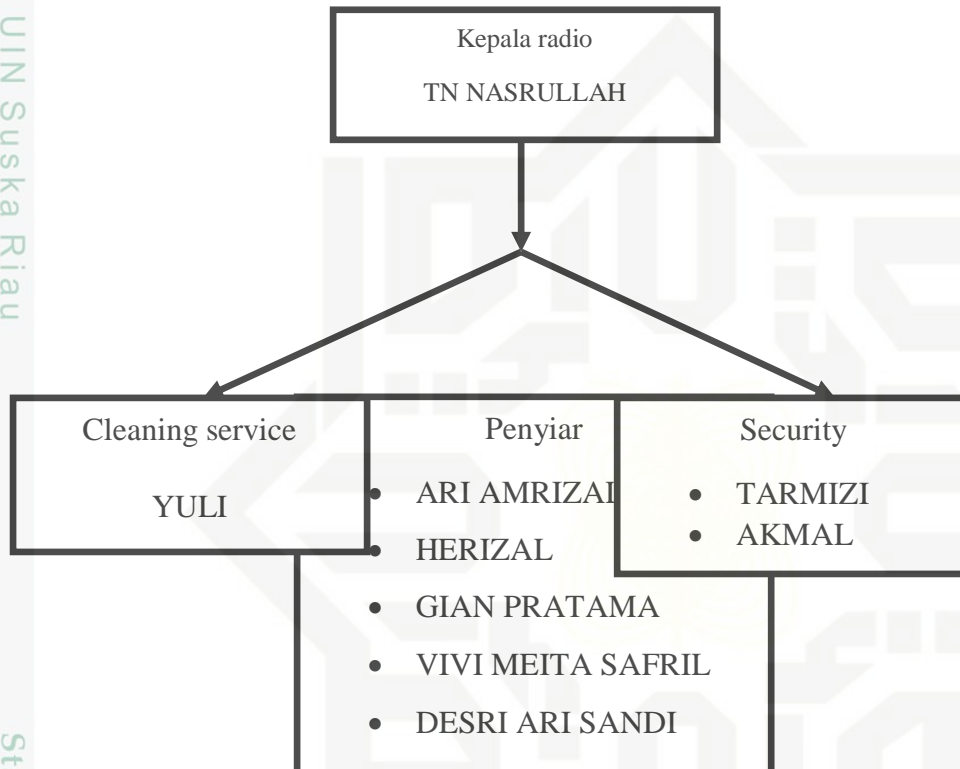 UIN Suska Riau
St
Kepala radio
TN NASRULLAH
Cleaning service
YULI
Penyiar
• ARI AMRIZAL
• HERIZAL
• GIAN PRATAMA
• VIVI MEITA SAFRIL
• DESRI ARI SANDI
Security
• TARMIZI
• AKMAL